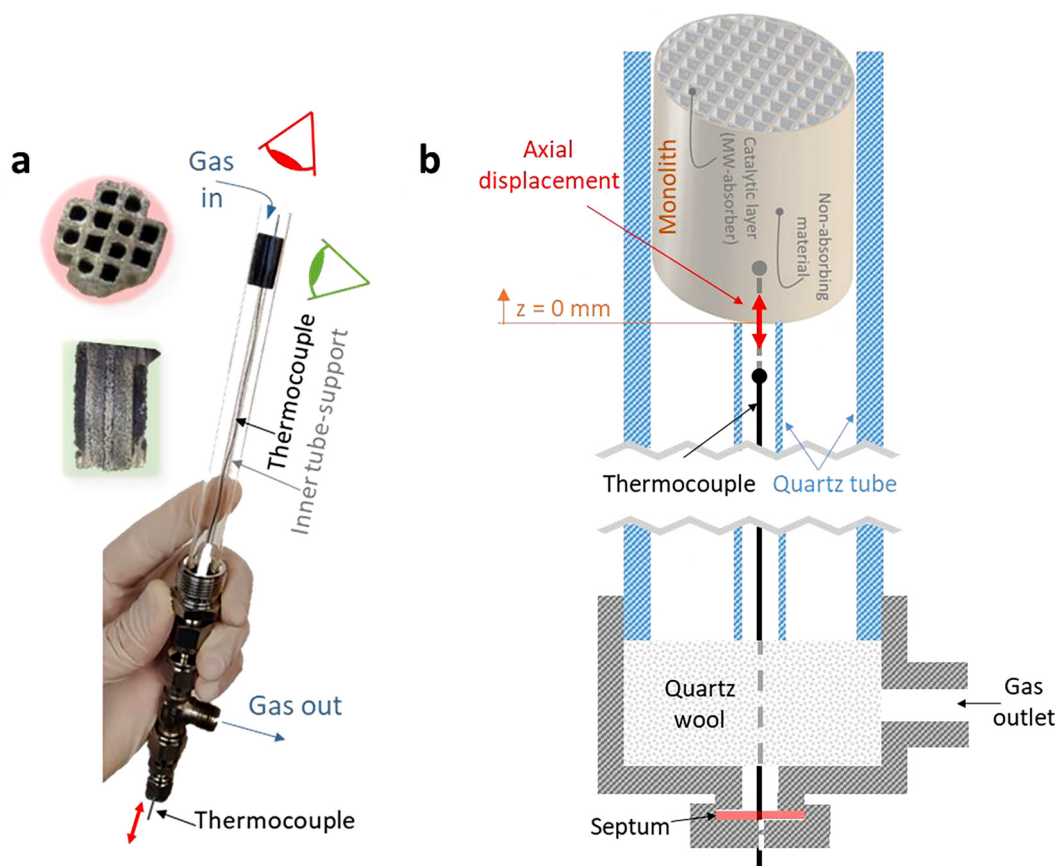 a
Gas
in
Thermocouple
Inner tube-support
Gas out
Thermocouple
b
Axial
displacement
Monolith
Catalytic layer
(MW-absorber)
Non-absorbing
material
z = 0 mm
Thermocouple
Quartz tube
Quartz
wool
Gas
outlet
Septum